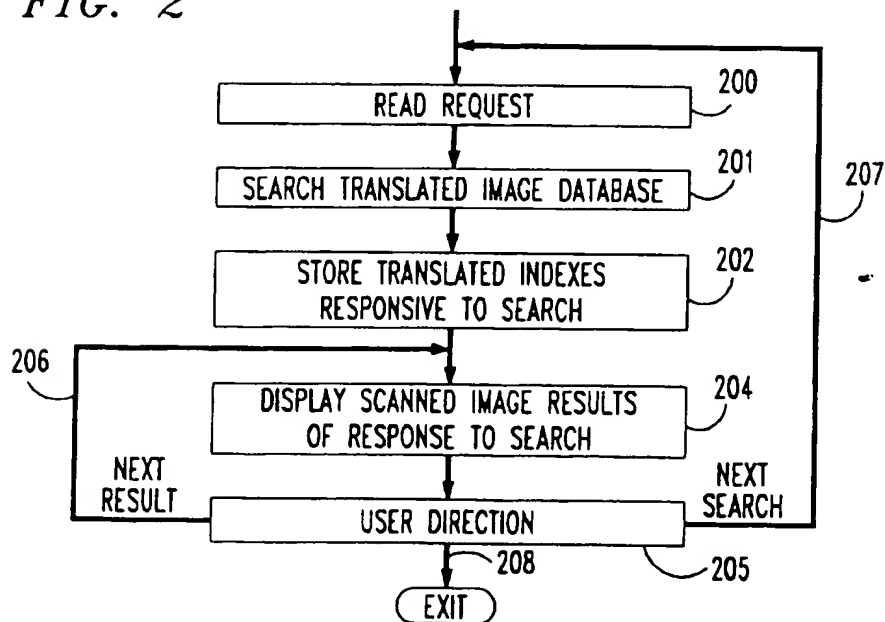 FIG. 2
READ REQUEST
200
SEARCH TRANSLATED IMAGE DATABASE
201
207
STORE TRANSLATED INDEXES
RESPONSIVE TO SEARCH
202
206
DISPLAY SCANNED IMAGE RESULTS
OF RESPONSE TO SEARCH
204
NEXT
RESULT
NEXT
SEARCH
USER DIRECTION
205
208
EXIT